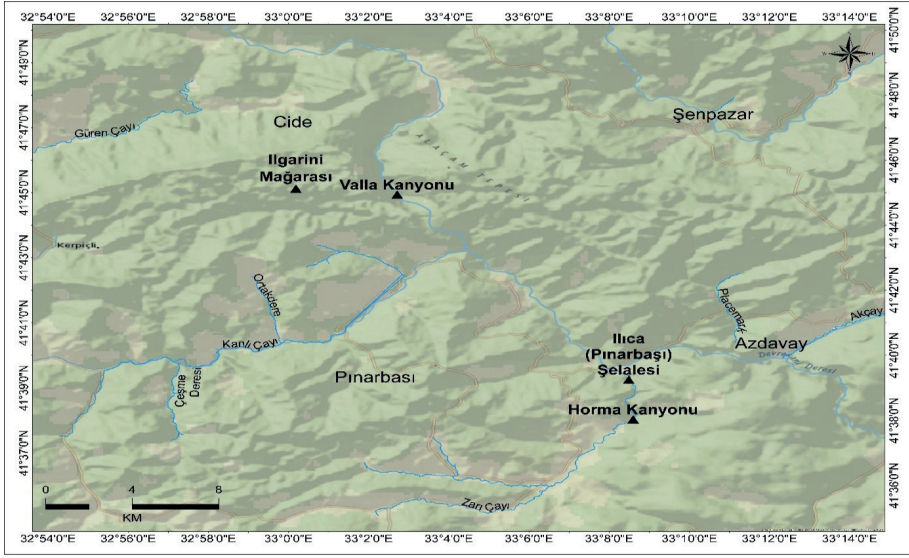 32°54'0"E 32°56'0"E 32°58'0"E 33°0'0"E 33°2'0"E 33°4'0"E 33°6'0"E 33°8'0"E 33°10'0"E 33°12'0"E 33°14'0"E
41°49'0"N
41°47'0"N
41°45'0"N
41°43'0"N
41°41'0"N
41°39'0"N
41°37'0"N
41°50'0"N
41°48'0"N
41°46'0"N
41°44'0"N
41°42'0"N
41°40'0"N
41°38'0"N
41°36'0"N
Şenpazar
Cide
Güren Çayı
ALAÇAM TEPESİ
Ilgarini
Mağarası
Valla Kanyonu
Kerpiçli
Ortakdere
Placemark
Akçay
Kanlı Çayı
Ilıca
(Pınarbaşı)
Şelalesi
Azdavay
Devrekani Deresi
Çeşme
Deresi
Pınarbası
Horma Kanyonu
Zarı Çayı
0 4 8
KM
32°54'0"E 32°56'0"E 32°58'0"E 33°0'0"E 33°2'0"E 33°4'0"E 33°6'0"E 33°8'0"E 33°10'0"E 33°12'0"E 33°14'0"E